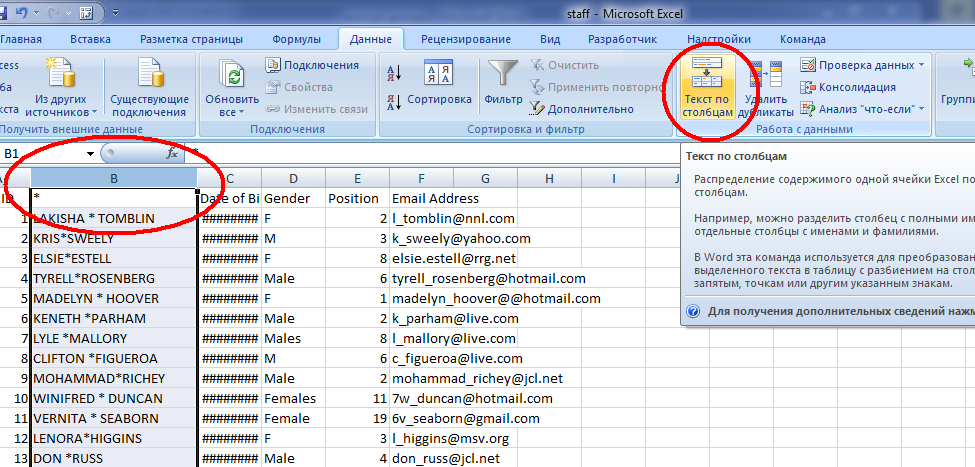 staff - Microsoft Excel
Главная Вставка Разметка страницы Формулы Данные Рецензирование Вид Разработчик Надстройки Команда
Из других источников
Существующие подключения
Получить внешние данные
Обновить все
Подключения
Свойства
Изменить связи
Подключения
Сортировка
Фильтр
Очистить
Применить повторно
Дополнительно
Сортировка и фильтр
Текст по столбцам
Удалить дубликаты
Проверка данных
Консолидация
Анализ "что-если"
Работа с данными
B1 fx *
B C D E F G H I J
ID * Date of Bi Gender Position Email Address
1 LAKISHA * TOMBLIN ######## F 2 l_tomblin@nnl.com
2 KRIS*SWEELY ######## M 3 k_sweely@yahoo.com
3 ELSIE*ESTELL ######## F 8 elsie.estell@rrg.net
4 TYRELL*ROSENBERG ######## Male 6 tyrell_rosenberg@hotmail.com
5 MADELYN * HOOVER ######## F 1 madelyn_hoover@@hotmail.com
6 KENETH *PARHAM ######## Male 2 k_parham@live.com
7 LYLE *MALLORY ######## Males 8 l_mallory@live.com
8 CLIFTON *FIGUEROA ######## M 6 c_figueroa@live.com
9 MOHAMMAD*RICHEY ######## Male 2 mohammad_richey@jcl.net
10 WINIFRED * DUNCAN ######## Females 11 7w_duncan@hotmail.com
11 VERNITA * SEABORN ######## Female 19 6v_seaborn@gmail.com
12 LENORA*HIGGINS ######## F 3 l_higgins@msv.org
13 DON *RUSS ######## Male 4 don_russ@jcl.net
Текст по столбцам
Распределение содержимого одной ячейки Excel по
столбцам.
Например, можно разделить столбец с полными им
отдельные столбцы с именами и фамилиями.
В Word эта команда используется для преобразован
выделенного текста в таблицу с разбиением на стол
запятым, точкам или другим указанным знакам.
Для получения дополнительных сведений нажм